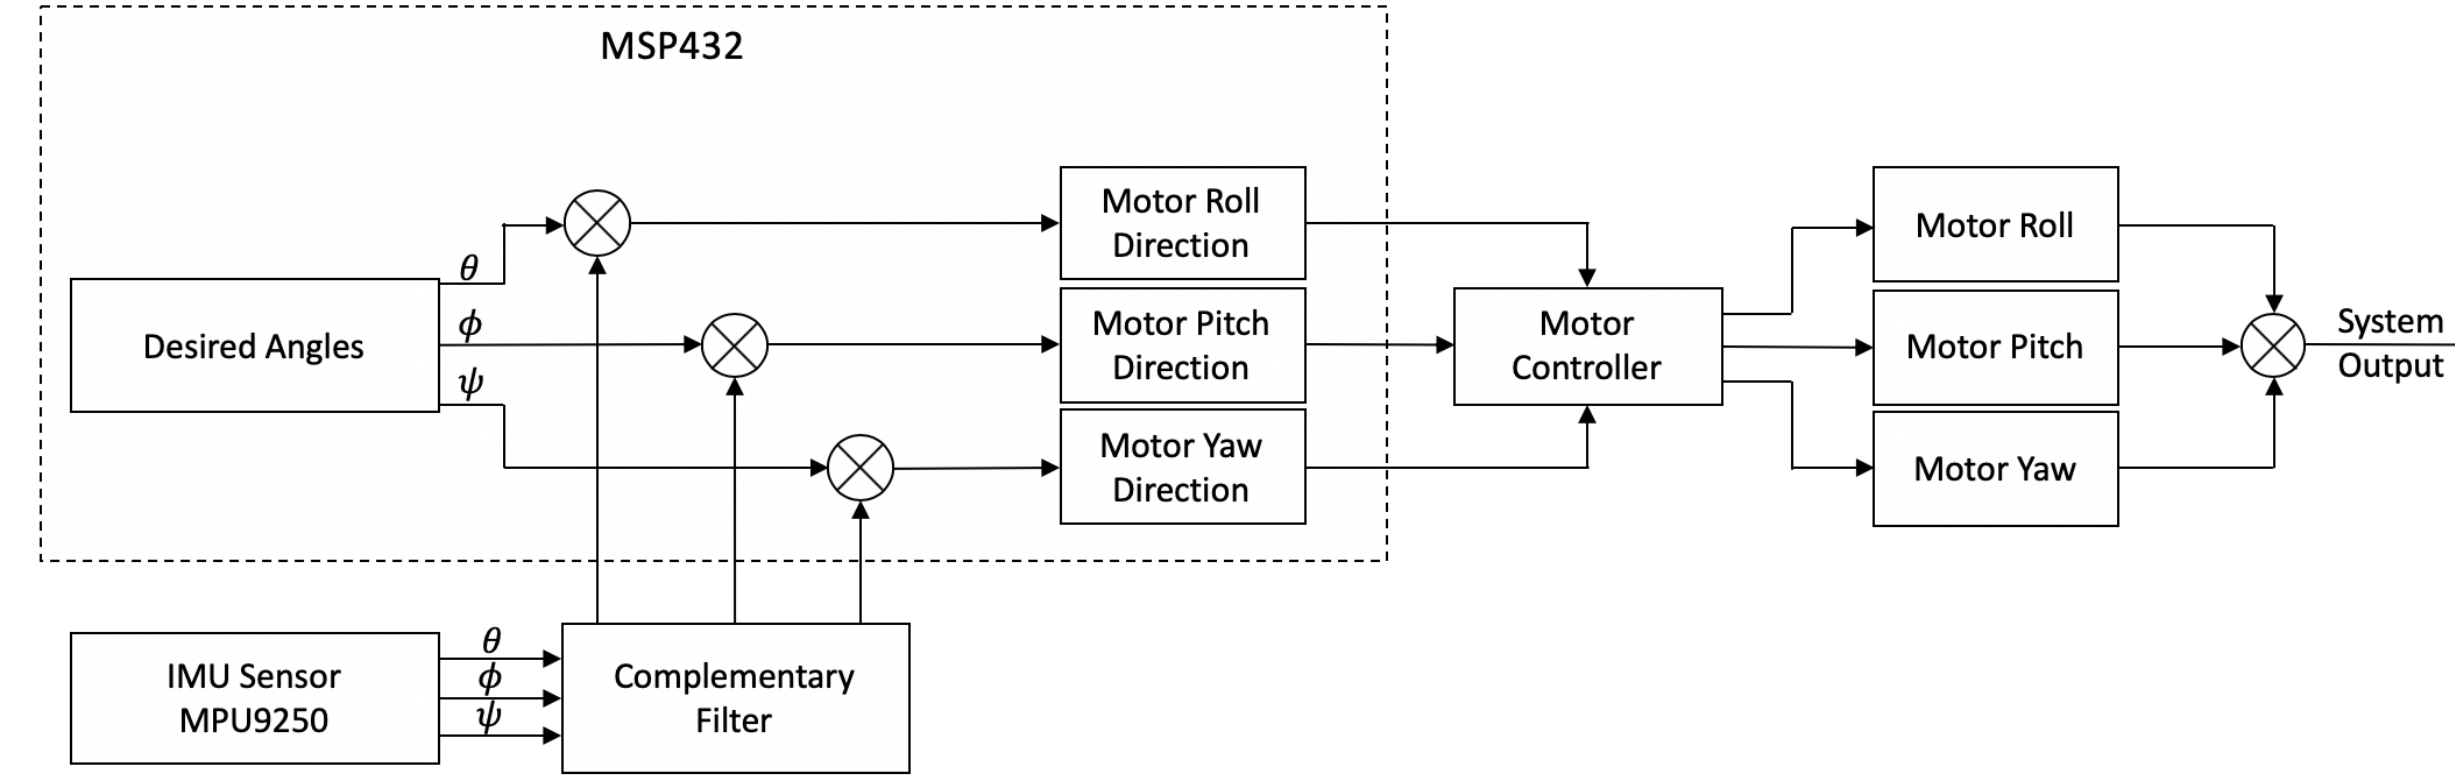 MSP432
Motor Roll
Direction
Motor Roll
θ
Desired Angles
ϕ
Motor Pitch
Direction
Motor
Controller
Motor Pitch
System
Output
ψ
Motor Yaw
Direction
Motor Yaw
IMU Sensor
MPU9250
θ
ϕ
ψ
Complementary
Filter